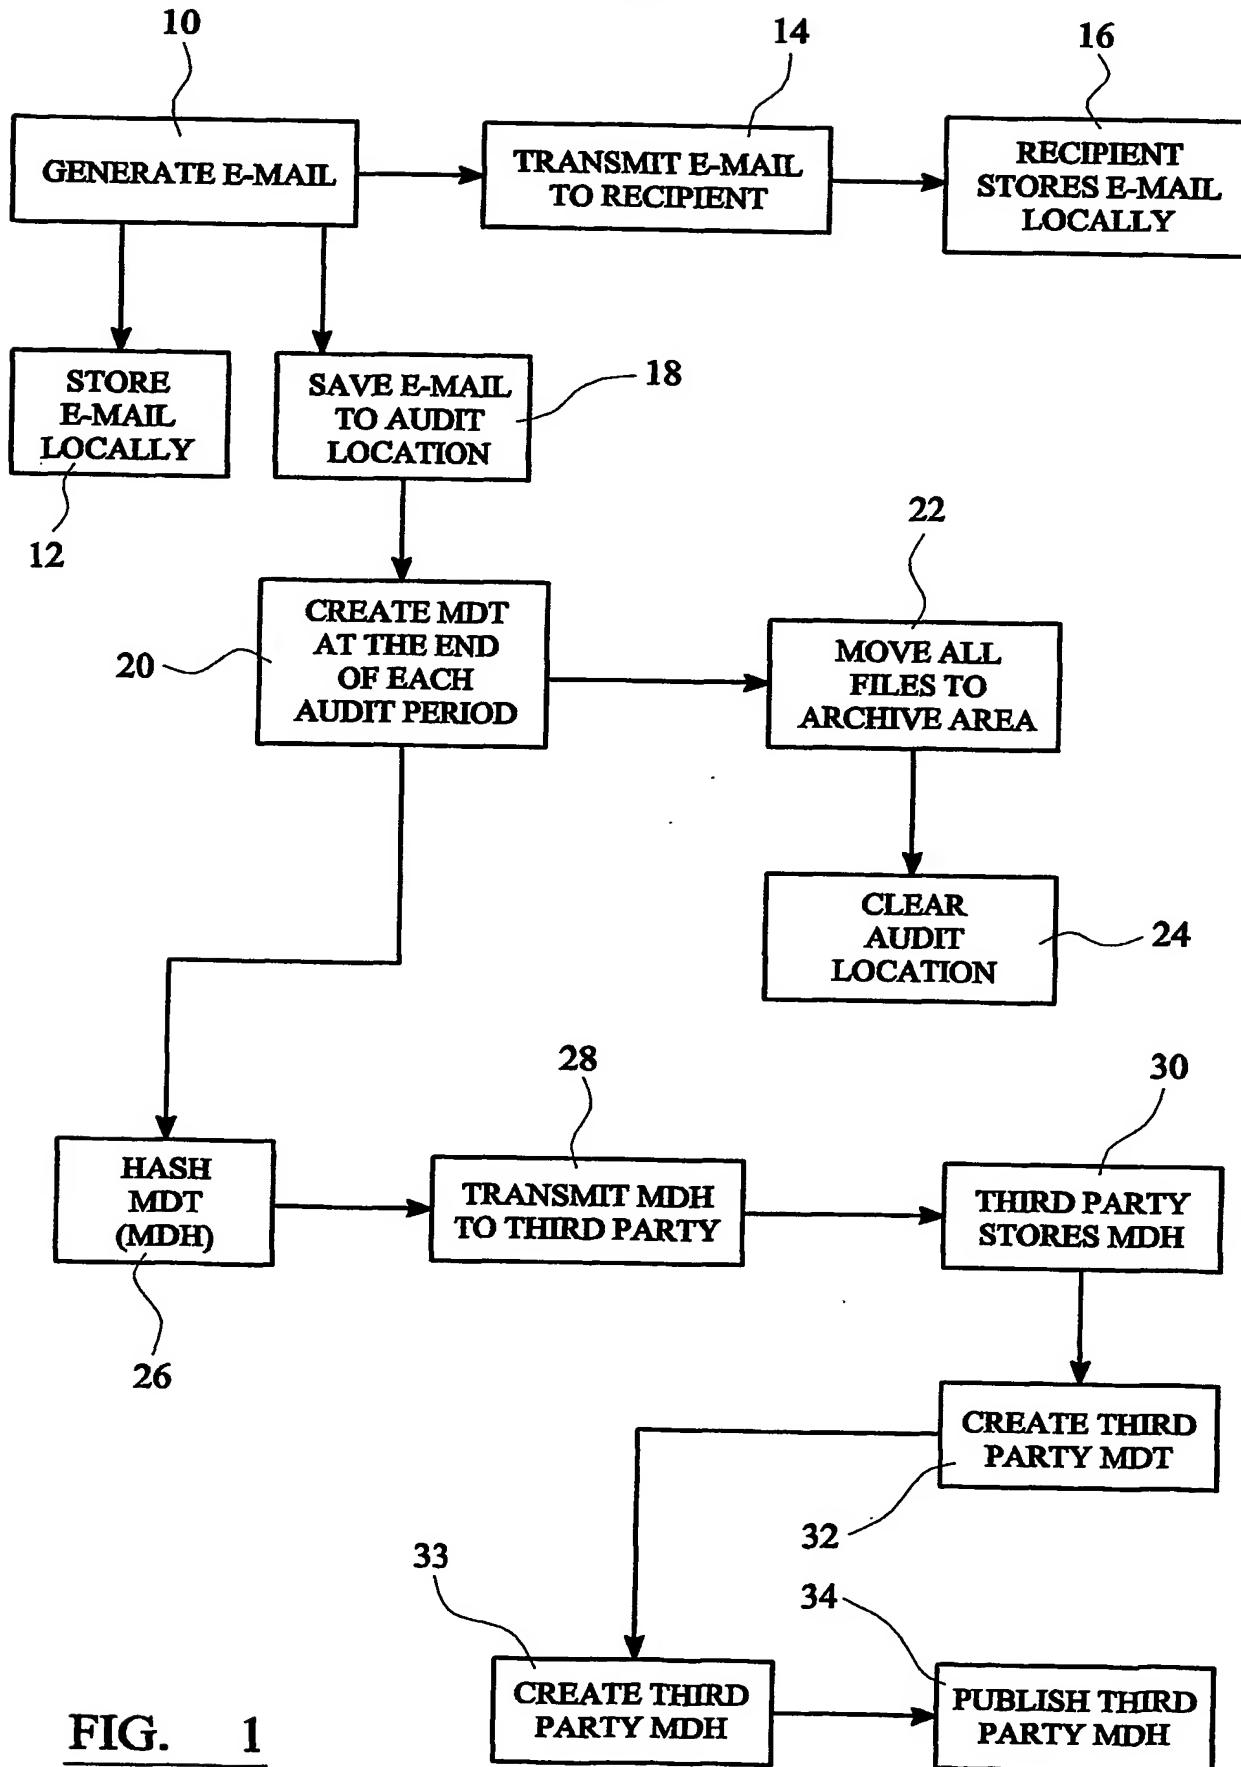 10
14
16
GENERATE E-MAIL
TRANSMIT E-MAIL
TO RECIPIENT
RECIPIENT
STORES E-MAIL
LOCALLY
STORE
E-MAIL
LOCALLY
12
SAVE E-MAIL
TO AUDIT
LOCATION
18
20
CREATE MDT
AT THE END
OF EACH
AUDIT PERIOD
22
MOVE ALL
FILES TO
ARCHIVE AREA
CLEAR
AUDIT
LOCATION
24
28
30
HASH
MDT
(MDH)
26
TRANSMIT MDH
TO THIRD PARTY
THIRD PARTY
STORES MDH
CREATE THIRD
PARTY MDT
32
33
34
CREATE THIRD
PARTY MDH
PUBLISH THIRD
PARTY MDH
FIG. 1